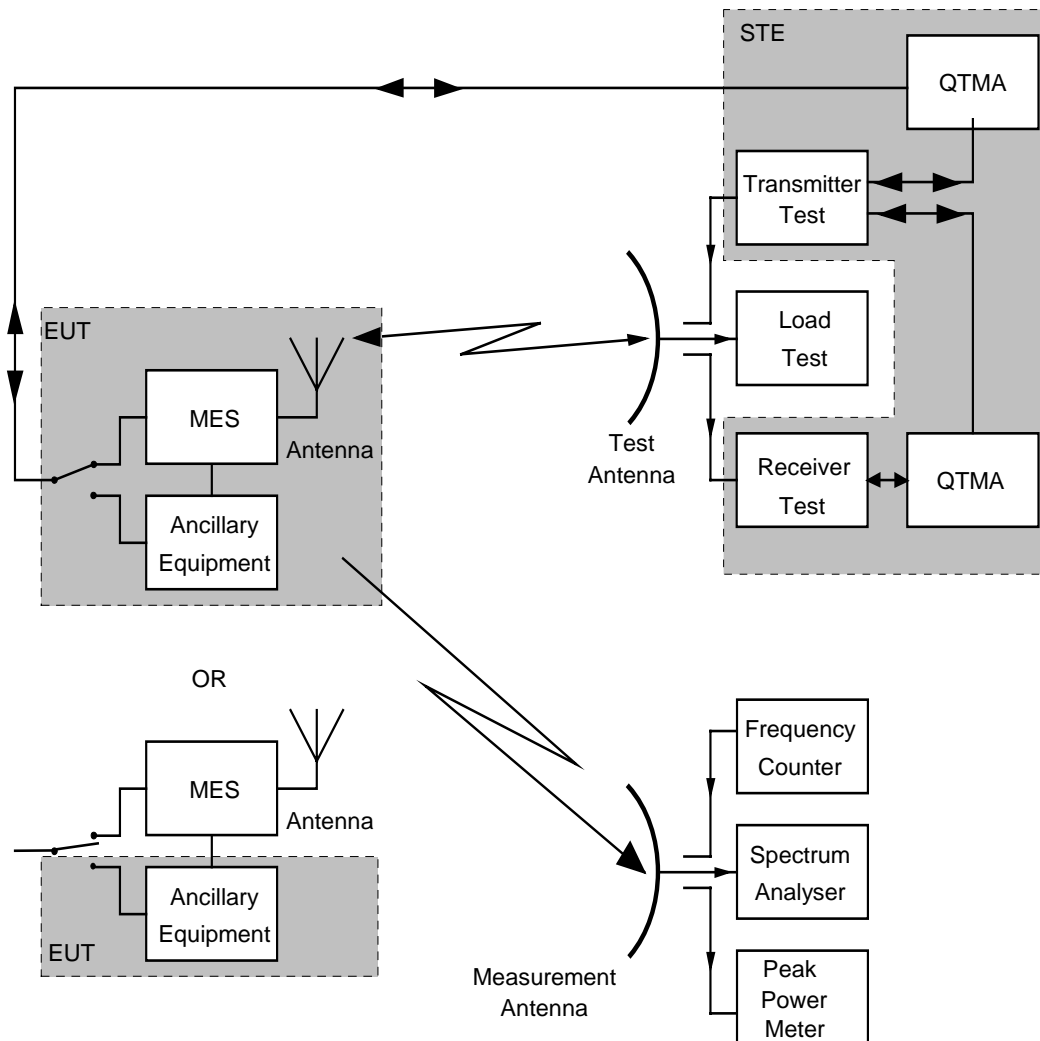 STE
QTMA
Transmitter
Test
EUT
Load
Test
MES
Antenna
Test
Antenna
Receiver
Test
QTMA
Ancillary
Equipment
OR
MES
Antenna
Frequency
Counter
Spectrum
Analyser
Ancillary
Equipment
EUT
Measurement
Antenna
Peak
Power
Meter